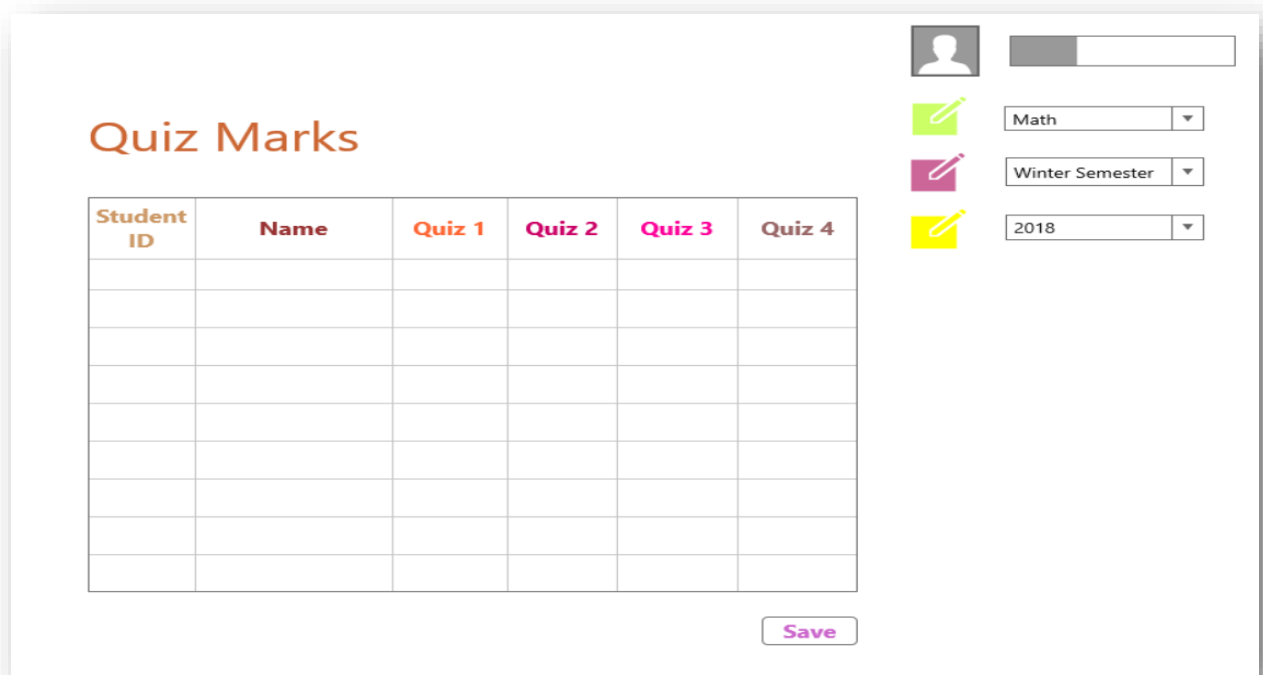 Quiz Marks
Student
ID
Name
Quiz 1
Quiz 2
Quiz 3
Quiz 4
Save
Math
Winter Semester
2018